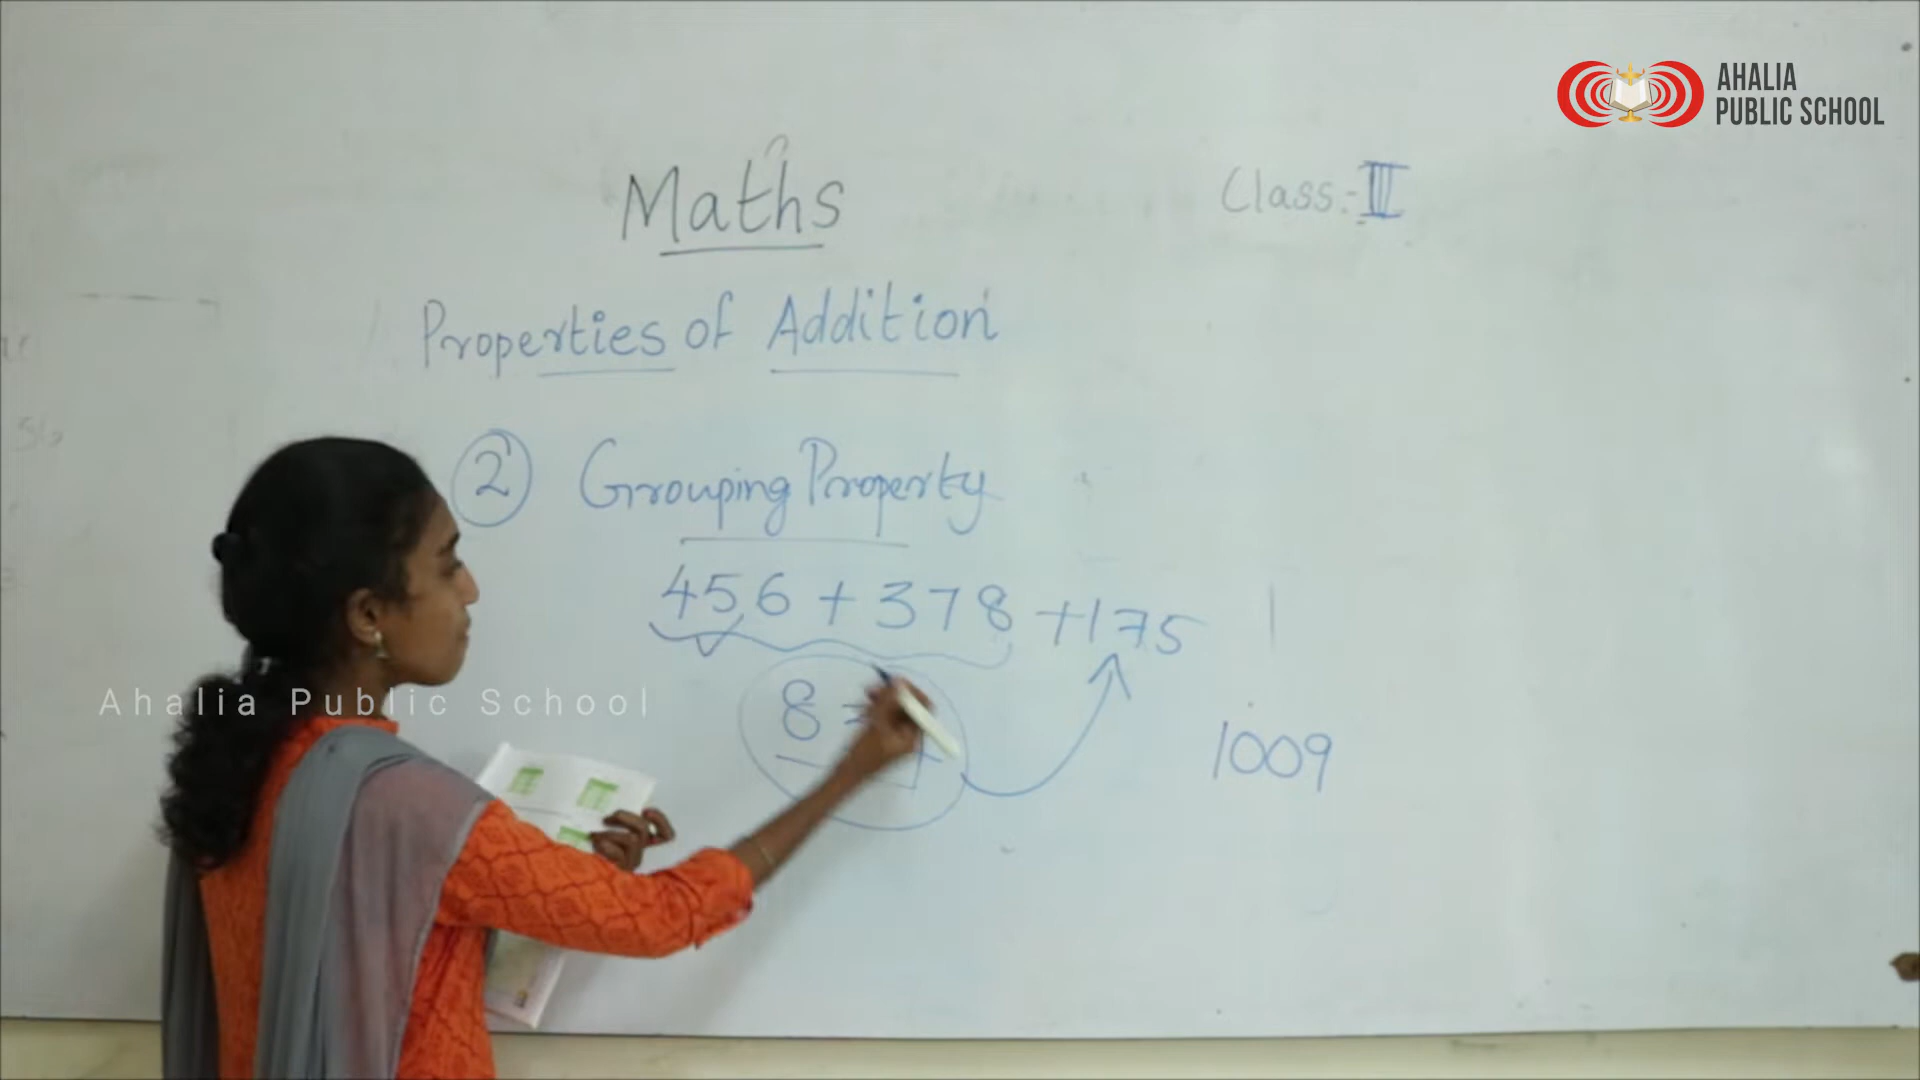 AHALIA
PUBLIC SCHOOL
Maths
Class:- III
Properties of Addition
2 Grouping Property
456 + 378 + 175
8
1009
Ahalia Public School